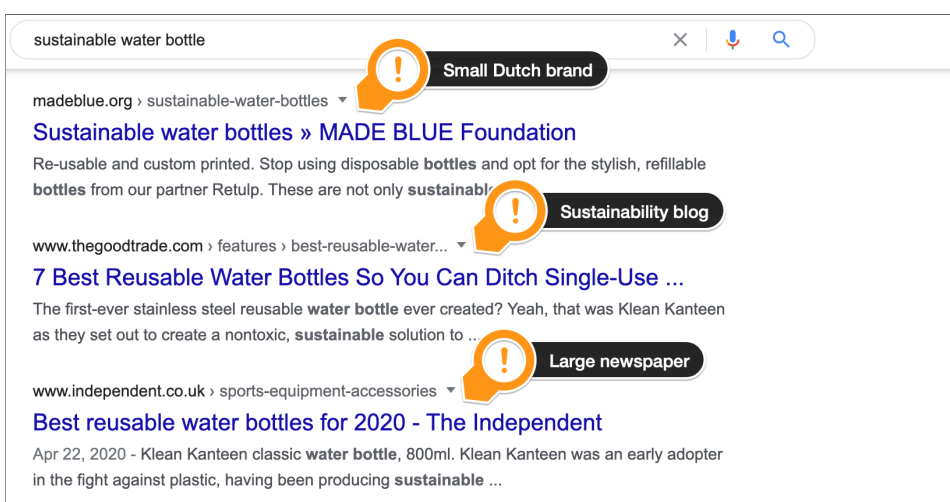 sustainable water bottle
Small Dutch brand
madeblue.org › sustainable-water-bottles
Sustainable water bottles » MADE BLUE Foundation
Re-usable and custom printed. Stop using disposable bottles and opt for the stylish, refillable
bottles from our partner Retulp. These are not only sustainabl
Sustainability blog
www.thegoodtrade.com › features › best-reusable-water...
7 Best Reusable Water Bottles So You Can Ditch Single-Use ...
The first-ever stainless steel reusable water bottle ever created? Yeah, that was Klean Kanteen
as they set out to create a nontoxic, sustainable solution to ...
Large newspaper
www.independent.co.uk › sports-equipment-accessories
Best reusable water bottles for 2020 - The Independent
Apr 22, 2020 - Klean Kanteen classic water bottle, 800ml. Klean Kanteen was an early adopter
in the fight against plastic, having been producing sustainable ...